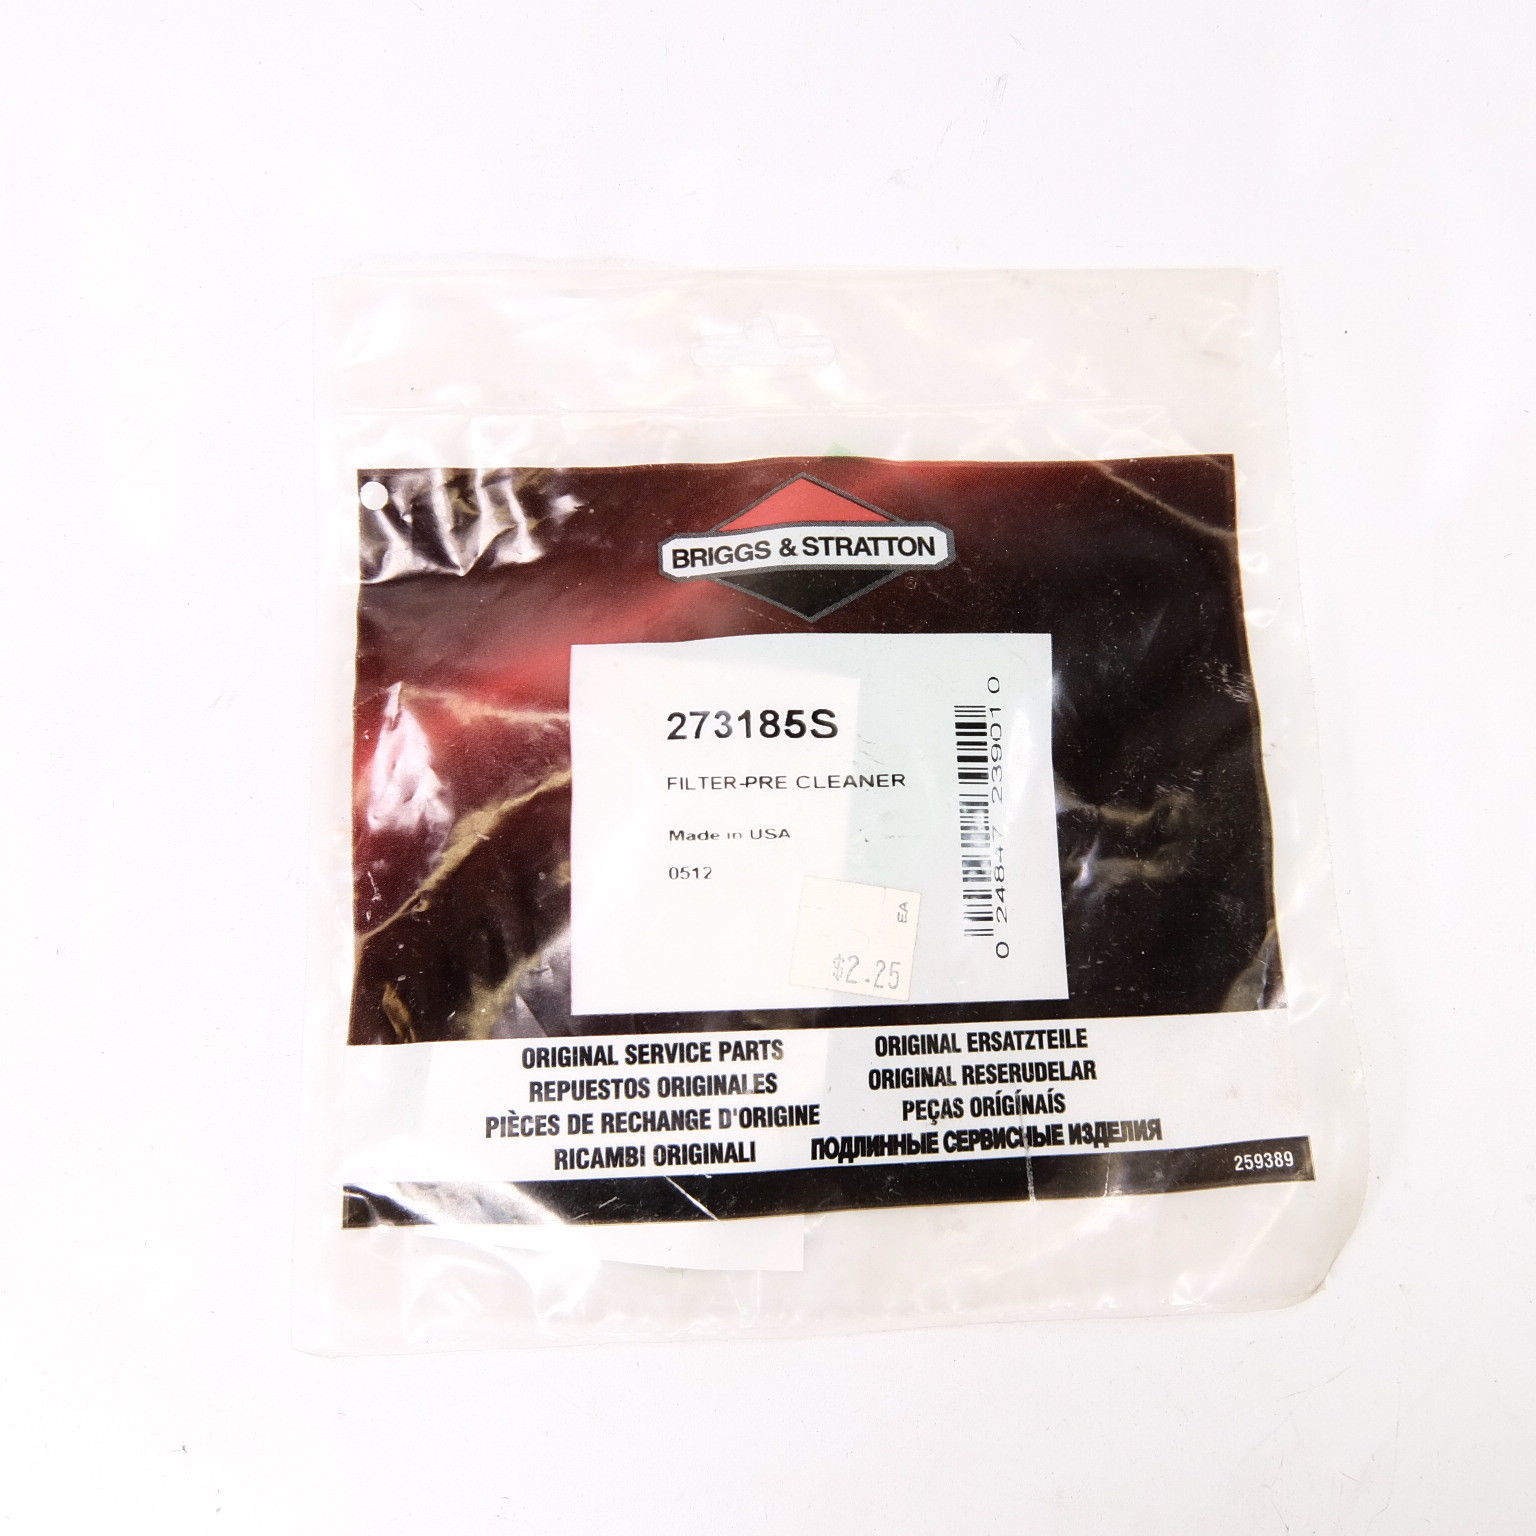 BRIGGS & STRATTON
®
273185S
FILTER-PRE CLEANER
Made in USA
0512
0 24847 23901 0
EA
$2.25
ORIGINAL SERVICE PARTS
REPUESTOS ORIGINALES
PIÈCES DE RECHANGE D'ORIGINE
RICAMBI ORIGINALI
ORIGINAL ERSATZTEILE
ORIGINAL RESERUDELAR
PEÇAS ORÍGÍNAÍS
ПОДЛИННЫЕ СЕРВИСНЫЕ ИЗДЕЛИЯ
259389